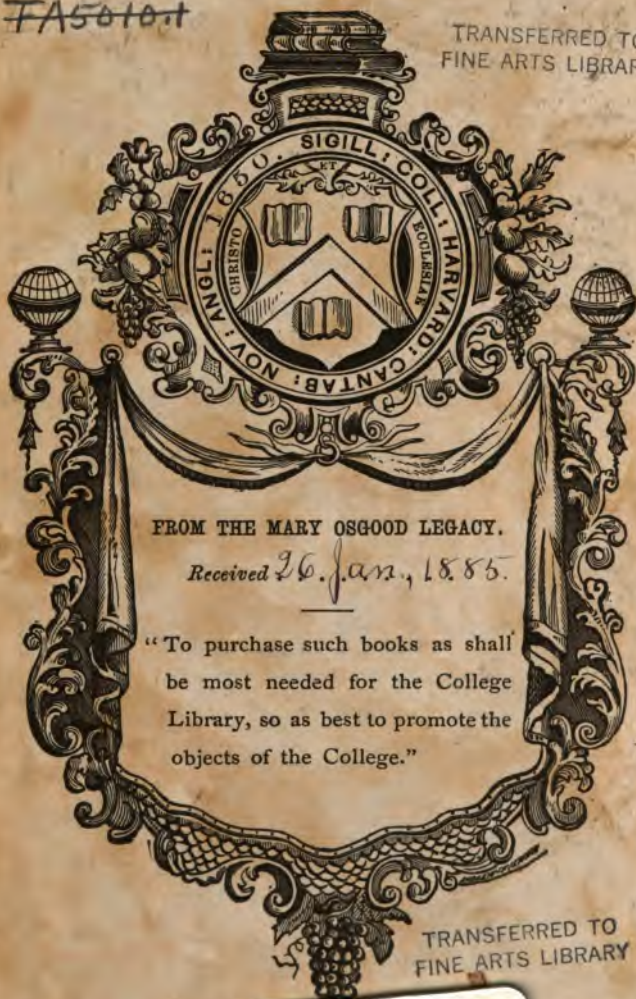 FA5010.1
TRANSFERRED TO
FINE ARTS LIBRAR
SIGILL: COLL: HARVARD: CANTAB: NOV: ANGL: 1650.
ET
CHRISTO
ECCLESIAE
FROM THE MARY OSGOOD LEGACY.
Received 26. Jan., 1885.
"To purchase such books as shall
be most needed for the College
Library, so as best to promote the
objects of the College."
TRANSFERRED TO
FINE ARTS LIBRARY